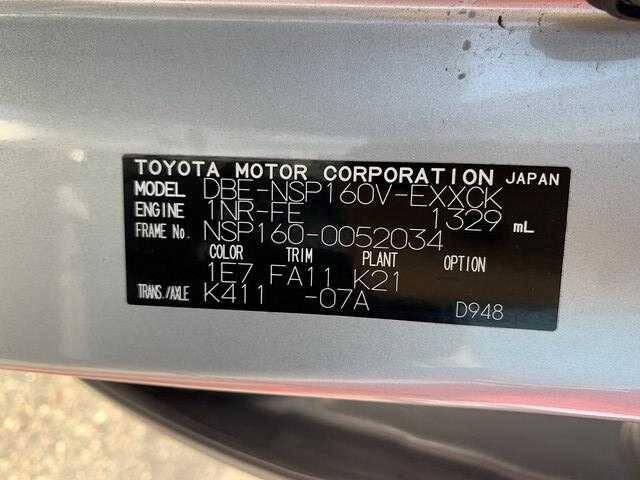 TOYOTA MOTOR CORPORATION JAPAN
MODEL DBE-NSP160V-EXXCK
ENGINE 1NR-FE 1329 mL
FRAME No. NSP160-0052034
COLOR TRIM PLANT OPTION
1E7 FA11 K21
TRANS./AXLE K411 -07A
D948